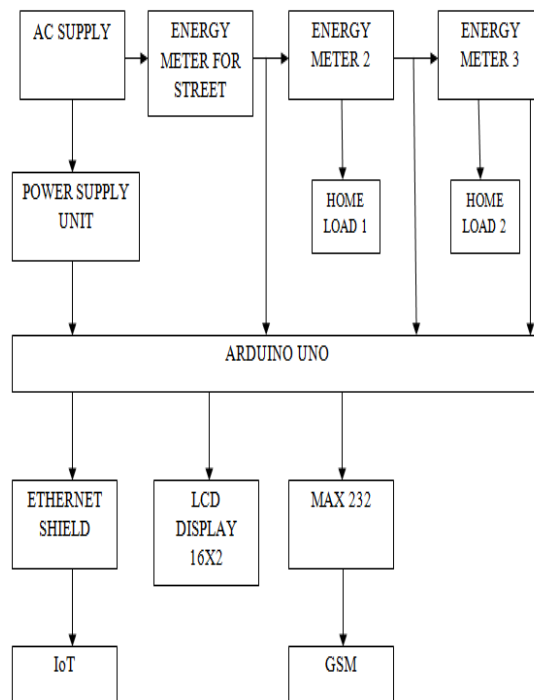 AC SUPPLY
ENERGY
METER FOR
STREET
ENERGY
METER 2
ENERGY
METER 3
POWER SUPPLY
UNIT
HOME
LOAD 1
HOME
LOAD 2
ARDUINO UNO
ETHERNET
SHIELD
LCD
DISPLAY
16X2
MAX 232
IoT
GSM